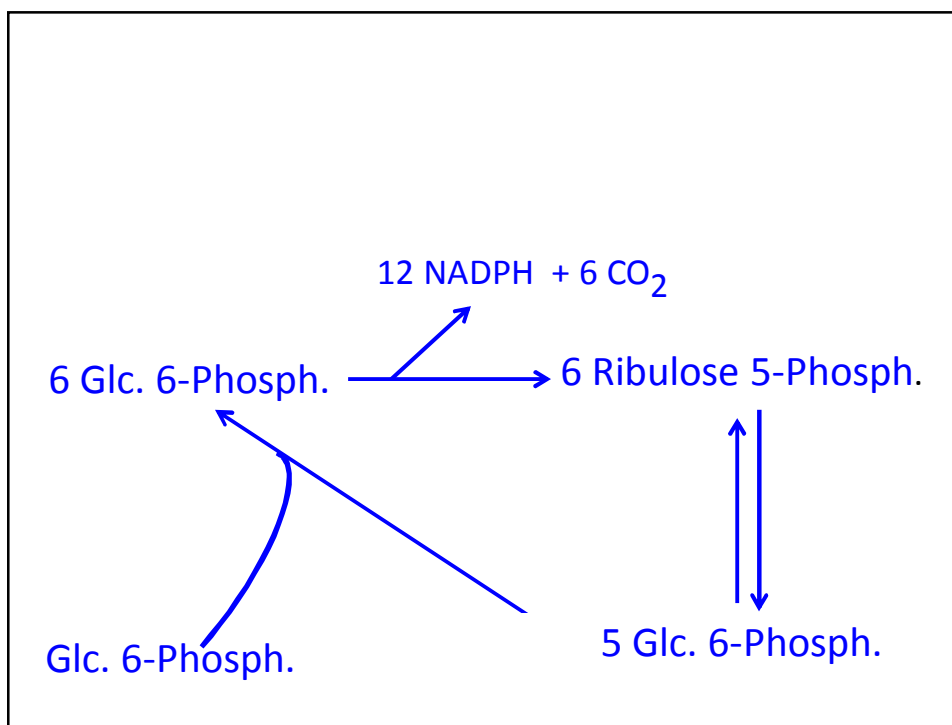 12 NADPH + 6 CO₂
6 Glc. 6-Phosph.
6 Ribulose 5-Phosph.
Glc. 6-Phosph.
5 Glc. 6-Phosph.